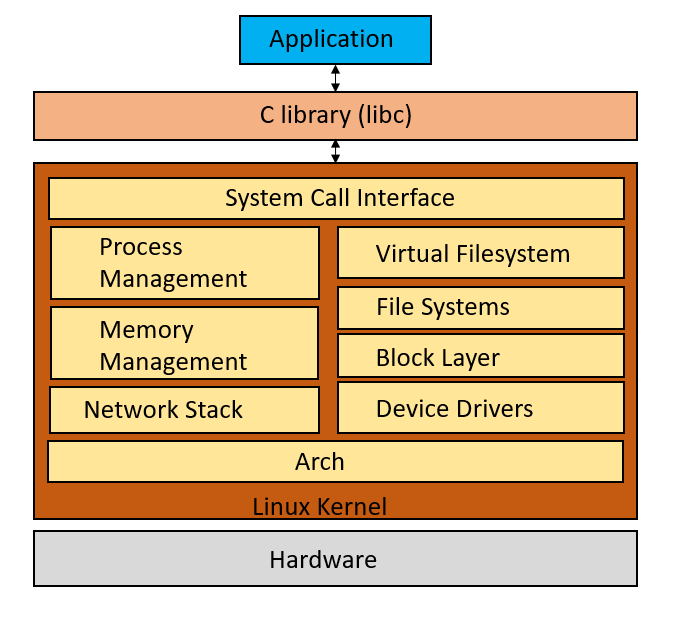 Application
C library (libc)
System Call Interface
Process
Management
Memory
Management
Network Stack
Virtual Filesystem
File Systems
Block Layer
Device Drivers
Arch
Linux Kernel
Hardware